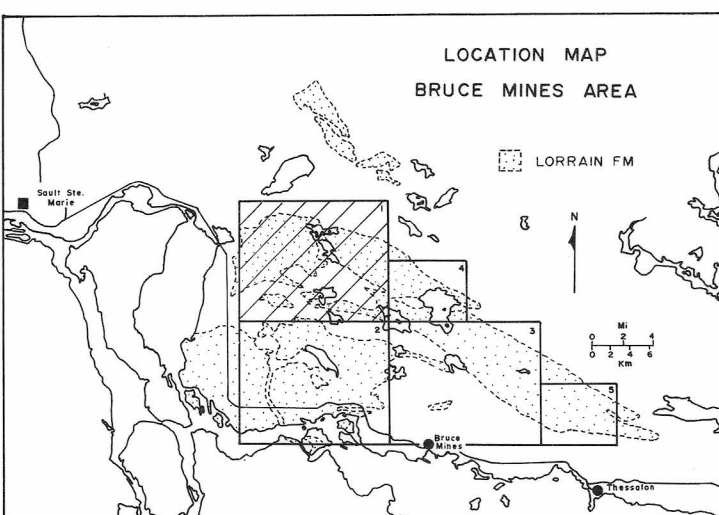 LOCATION MAP
BRUCE MINES AREA
LORRAIN FM
Sault Ste.
Marie
N
1
4
2
3
5
Mi
0 2 4
0 2 4 6
Km
Bruce
Mines
Thessalon